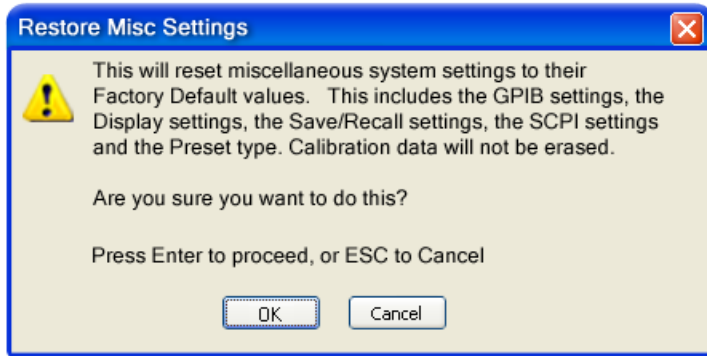 Restore Misc Settings
This will reset miscellaneous system settings to their
Factory Default values.   This includes the GPIB settings, the
Display settings, the Save/Recall settings, the SCPI settings
and the Preset type. Calibration data will not be erased.
Are you sure you want to do this?
Press Enter to proceed, or ESC to Cancel
OK
Cancel